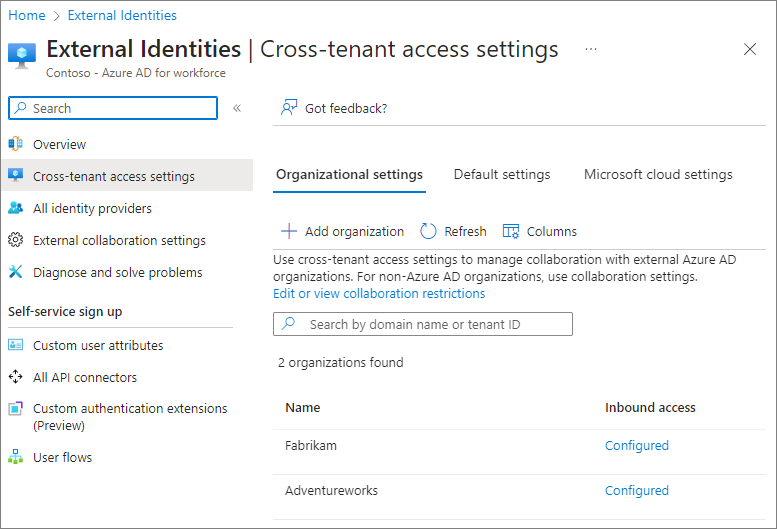 Home > External Identities
External Identities | Cross-tenant access settings ...
Contoso - Azure AD for workforce
Search «
Overview
Cross-tenant access settings
All identity providers
External collaboration settings
Diagnose and solve problems
Self-service sign up
Custom user attributes
All API connectors
Custom authentication extensions
(Preview)
User flows
Got feedback?
Organizational settings Default settings Microsoft cloud settings
Add organization Refresh Columns
Use cross-tenant access settings to manage collaboration with external Azure AD
organizations. For non-Azure AD organizations, use collaboration settings.
Edit or view collaboration restrictions
Search by domain name or tenant ID
2 organizations found
Name Inbound access
Fabrikam Configured
Adventureworks Configured